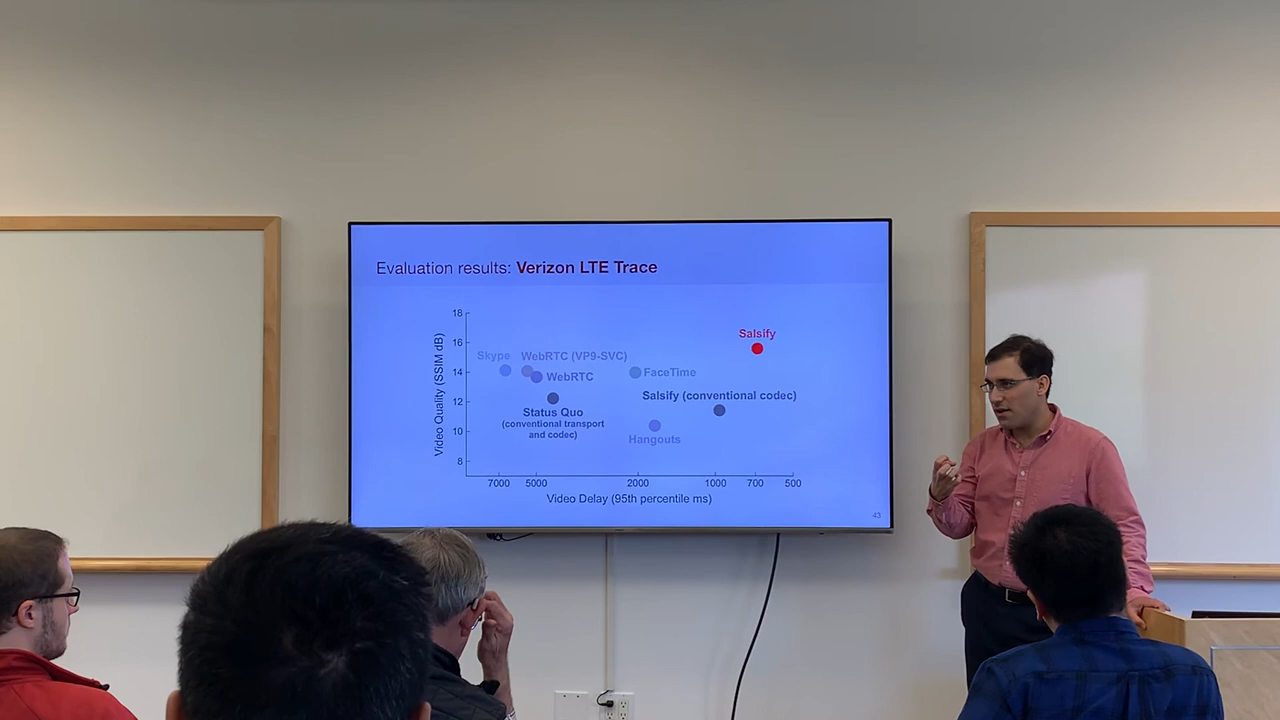 Evaluation results: Verizon LTE Trace
Video Quality (SSIM dB)
18
16
14
12
10
8
Salsify
Skype
WebRTC (VP9-SVC)
WebRTC
FaceTime
Status Quo
(conventional transport
and codec)
Salsify (conventional codec)
Hangouts
7000 5000 2000 1000 700 500
Video Delay (95th percentile ms)
43